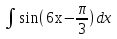 ∫ sin(6x − π/3) dx